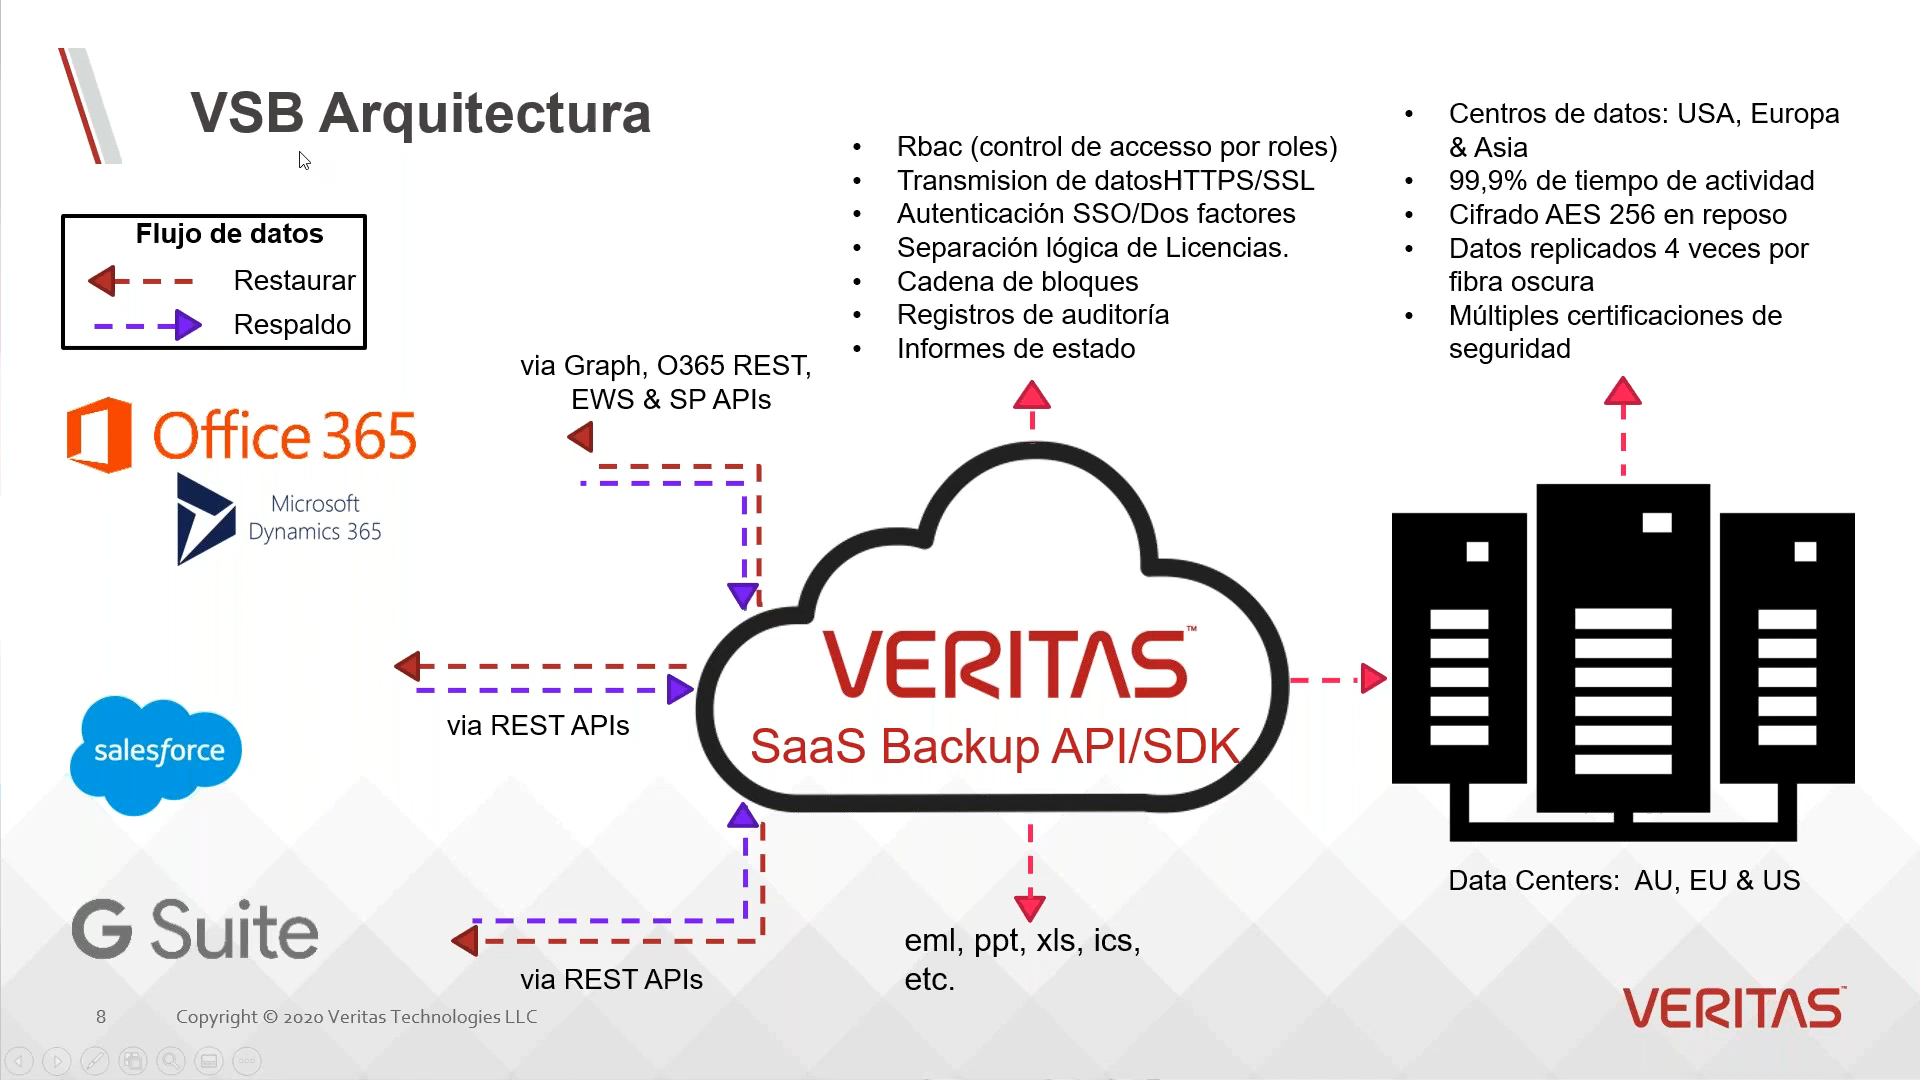 VSB Arquitectura
Flujo de datos
Restaurar
Respaldo
via Graph, O365 REST,
EWS & SP APIs
• Rbac (control de acceso por roles)
• Transmision de datosHTTPS/SSL
• Autenticación SSO/Dos factores
• Separación lógica de Licencias.
• Cadena de bloques
• Registros de auditoría
• Informes de estado
• Centros de datos: USA, Europa
& Asia
• 99,9% de tiempo de actividad
• Cifrado AES 256 en reposo
• Datos replicados 4 veces por
fibra oscura
• Múltiples certificaciones de
seguridad
Office 365
Microsoft
Dynamics 365
VERITAS™
SaaS Backup API/SDK
via REST APIs
salesforce
G Suite
via REST APIs
eml, ppt, xls, ics,
etc.
Data Centers: AU, EU & US
8
Copyright © 2020 Veritas Technologies LLC
VERITAS™